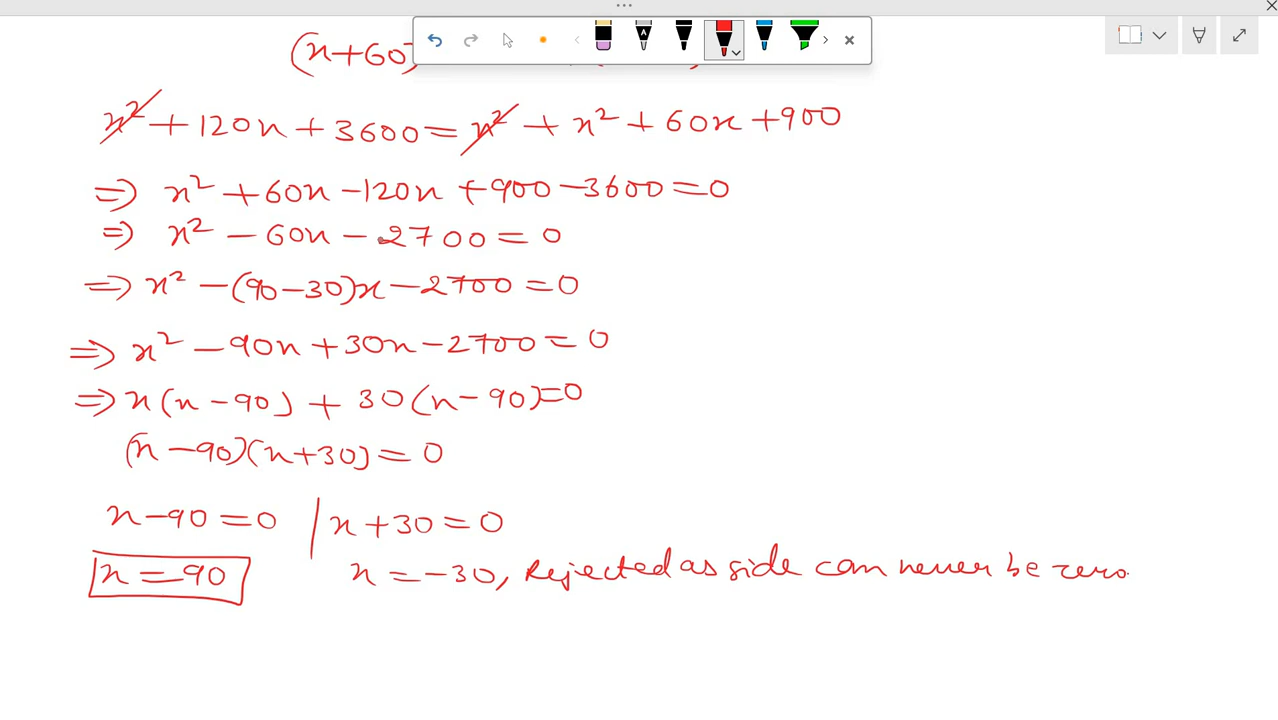 (x+60)
x² + 120x + 3600 = x² + x² + 60x + 900
⇒ x² + 60x - 120x + 900 - 3600 = 0
⇒ x² - 60x - 2700 = 0
⇒ x² - (90 - 30)x - 2700 = 0
⇒ x² - 90x + 30x - 2700 = 0
⇒ x(x - 90) + 30(x - 90) = 0
(x - 90)(x + 30) = 0
x - 90 = 0 | x + 30 = 0
x = 90 x = -30, Rejected as side can never be zero.